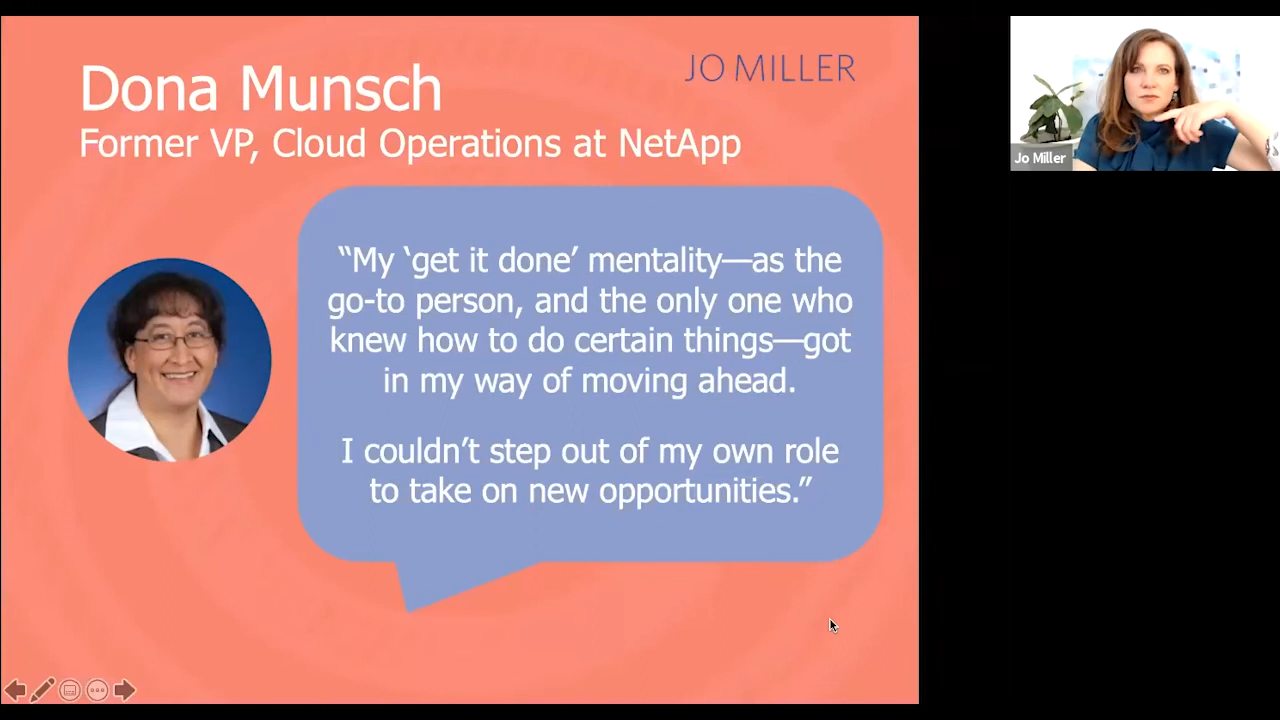 Dona Munsch
JO MILLER
Former VP, Cloud Operations at NetApp
“My ‘get it done’ mentality—as the
go-to person, and the only one who
knew how to do certain things—got
in my way of moving ahead.
I couldn’t step out of my own role
to take on new opportunities.”
Jo Miller